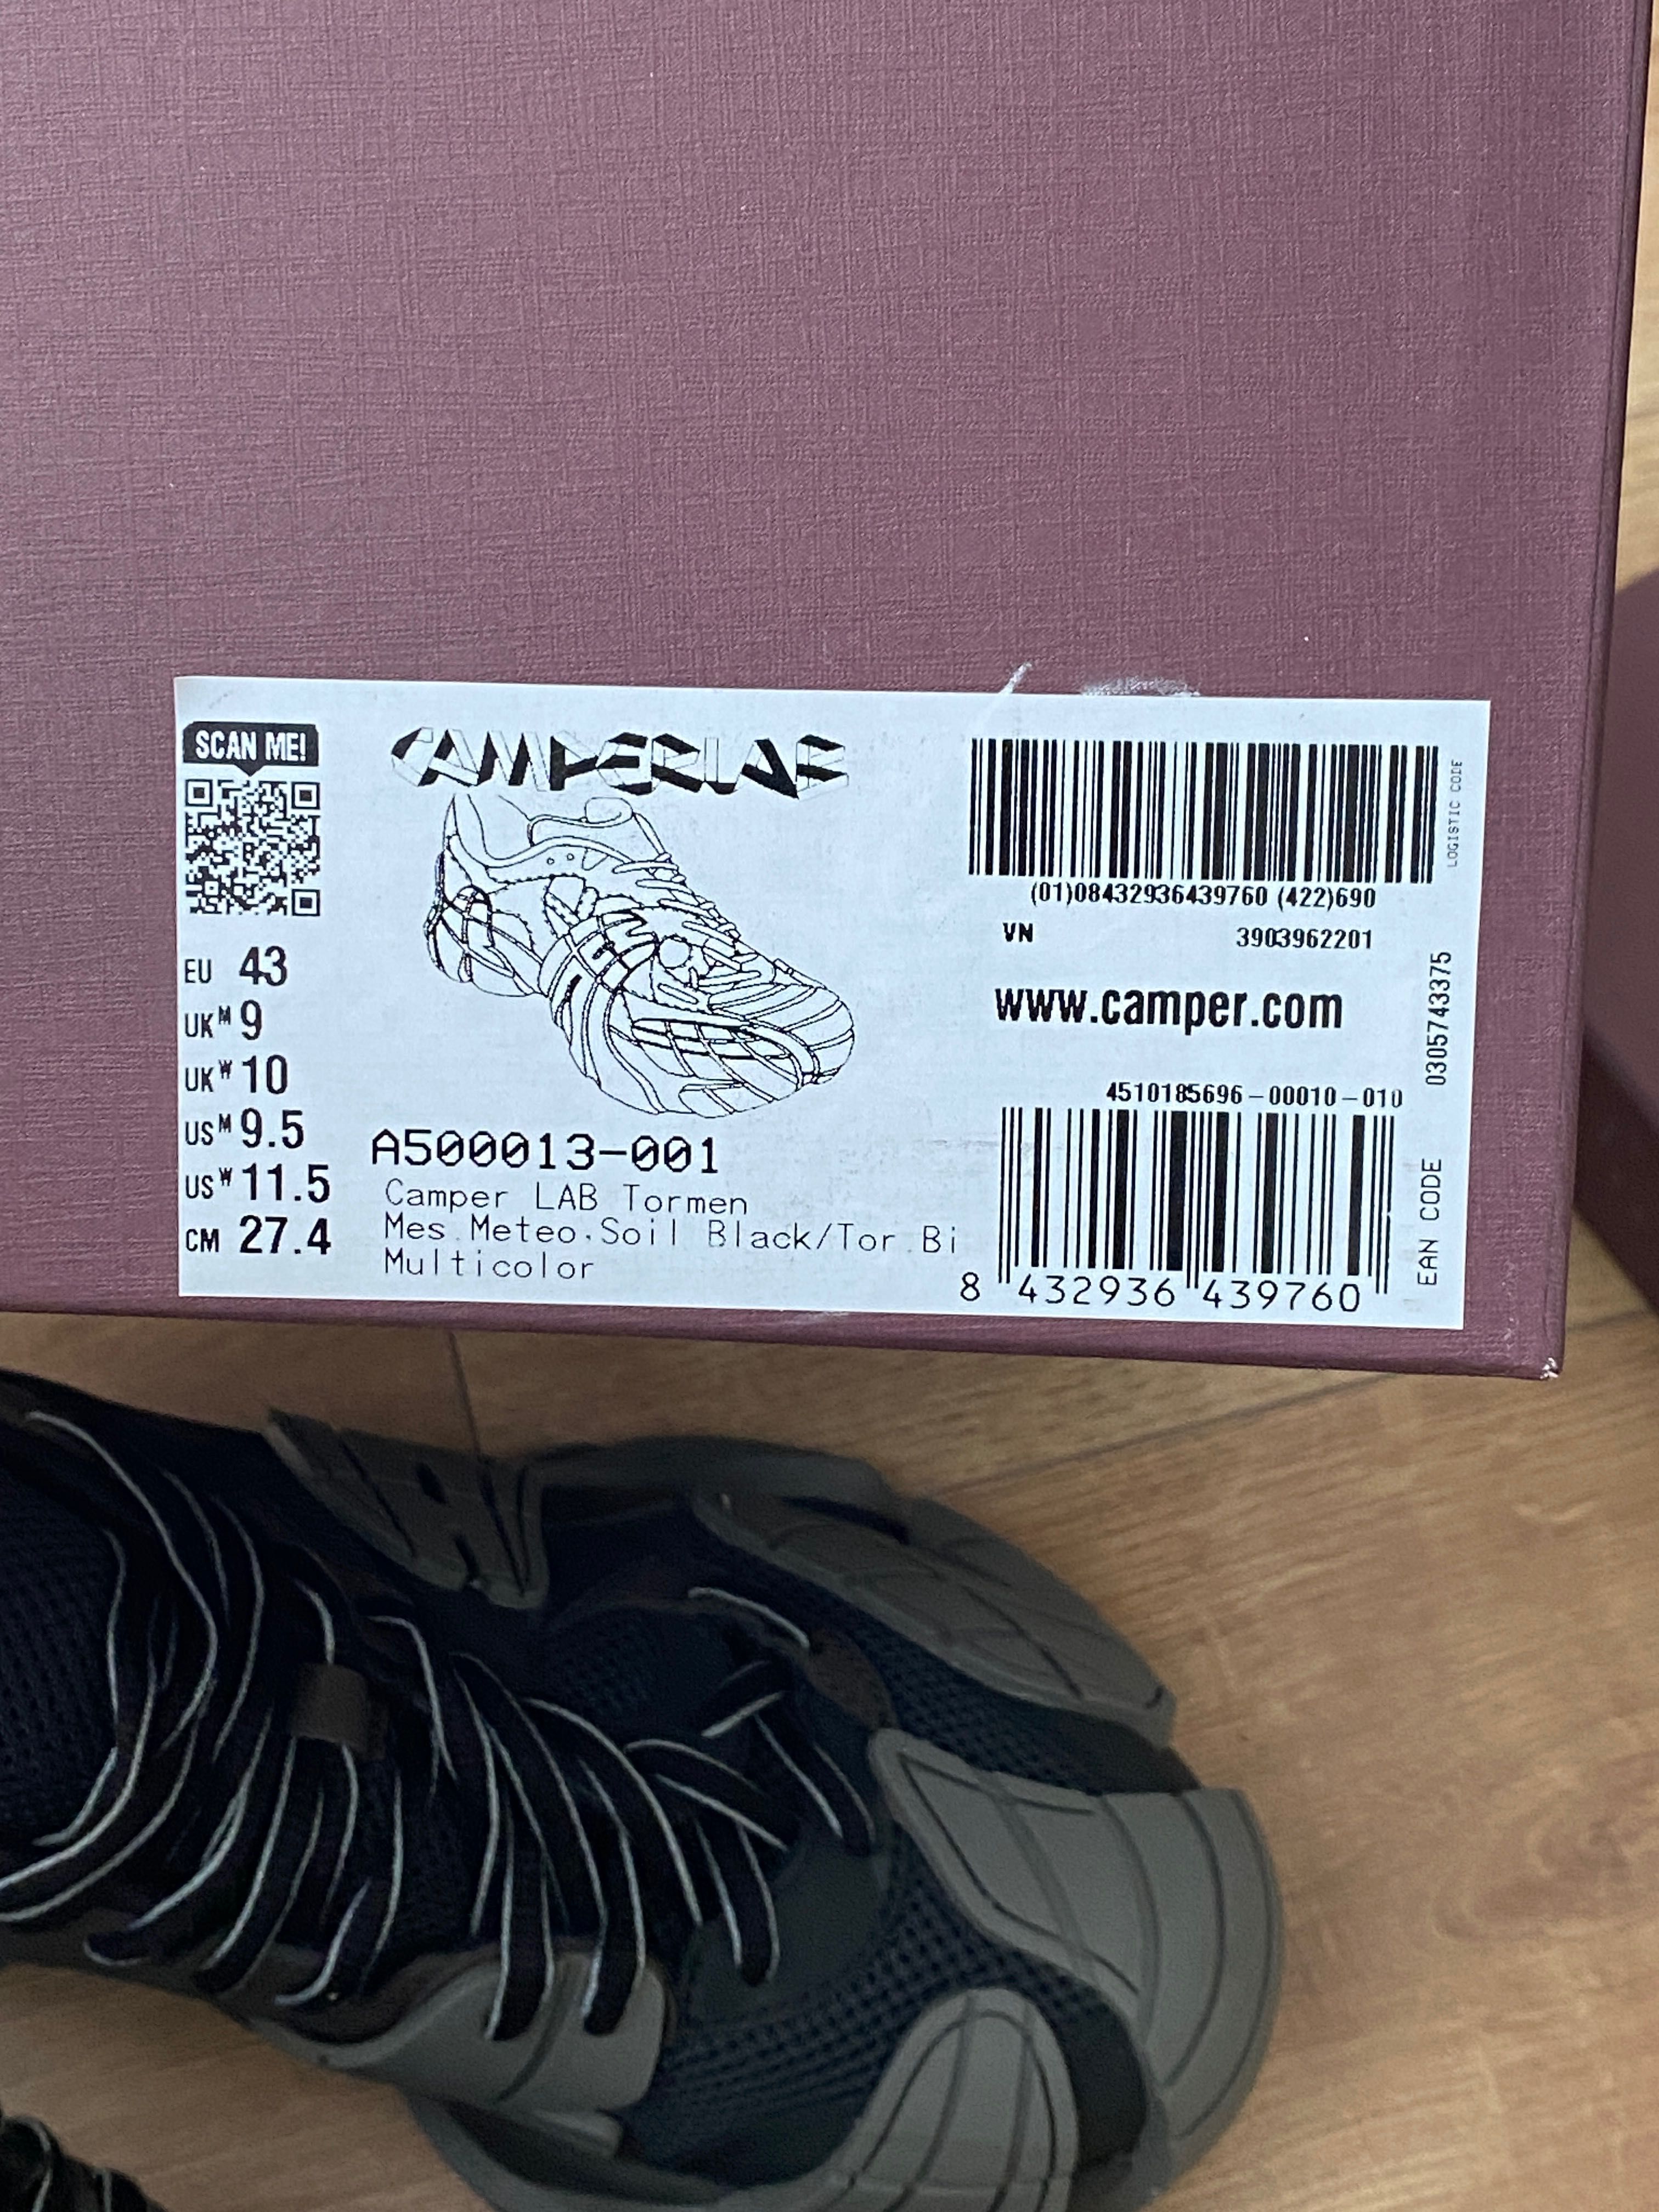 SCAN ME!
CAMPERLAB
EU 43
UK M 9
UK W 10
US M 9.5
US W 11.5
CM 27.4
A500013-001
Camper LAB Tormen
Mes Meteo.Soil Black/Tor Bi
Multicolor
(01)08432936439760 (422)690
VN 3903962201
www.camper.com
4510185696-00010-010
8 432936 439760
LOGISTIC CODE
0305743375
EAN CODE